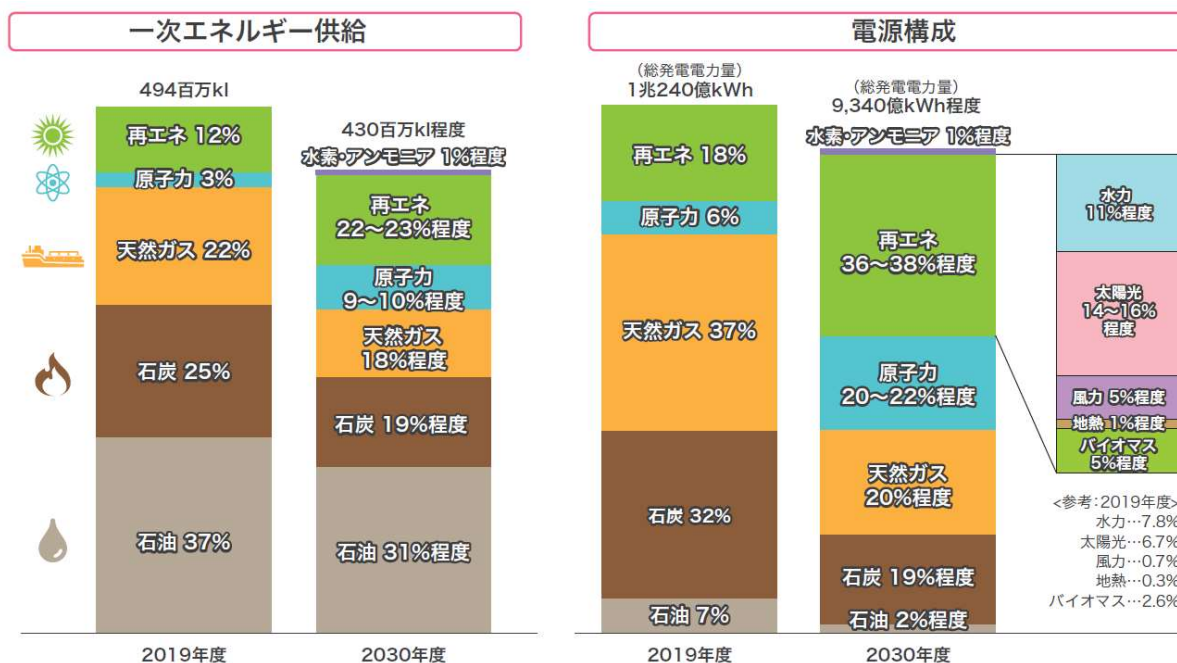 一次エネルギー供給
494百万kl
再エネ 12%
原子力 3%
天然ガス 22%
石炭 25%
石油 37%
2019年度
430百万kl程度
水素・アンモニア 1%程度
再エネ
22〜23%程度
原子力
9〜10%程度
天然ガス
18%程度
石炭 19%程度
石油 31%程度
2030年度
電源構成
(総発電電力量)
1兆240億kWh
再エネ 18%
原子力 6%
天然ガス 37%
石炭 32%
石油 7%
2019年度
(総発電電力量)
9,340億kWh程度
水素・アンモニア 1%程度
再エネ
36〜38%程度
原子力
20〜22%程度
天然ガス
20%程度
石炭 19%程度
石油 2%程度
2030年度
水力
11%程度
太陽光
14〜16%
程度
風力 5%程度
地熱 1%程度
バイオマス
5%程度
<参考:2019年度>
水力…7.8%
太陽光…6.7%
風力…0.7%
地熱…0.3%
バイオマス…2.6%